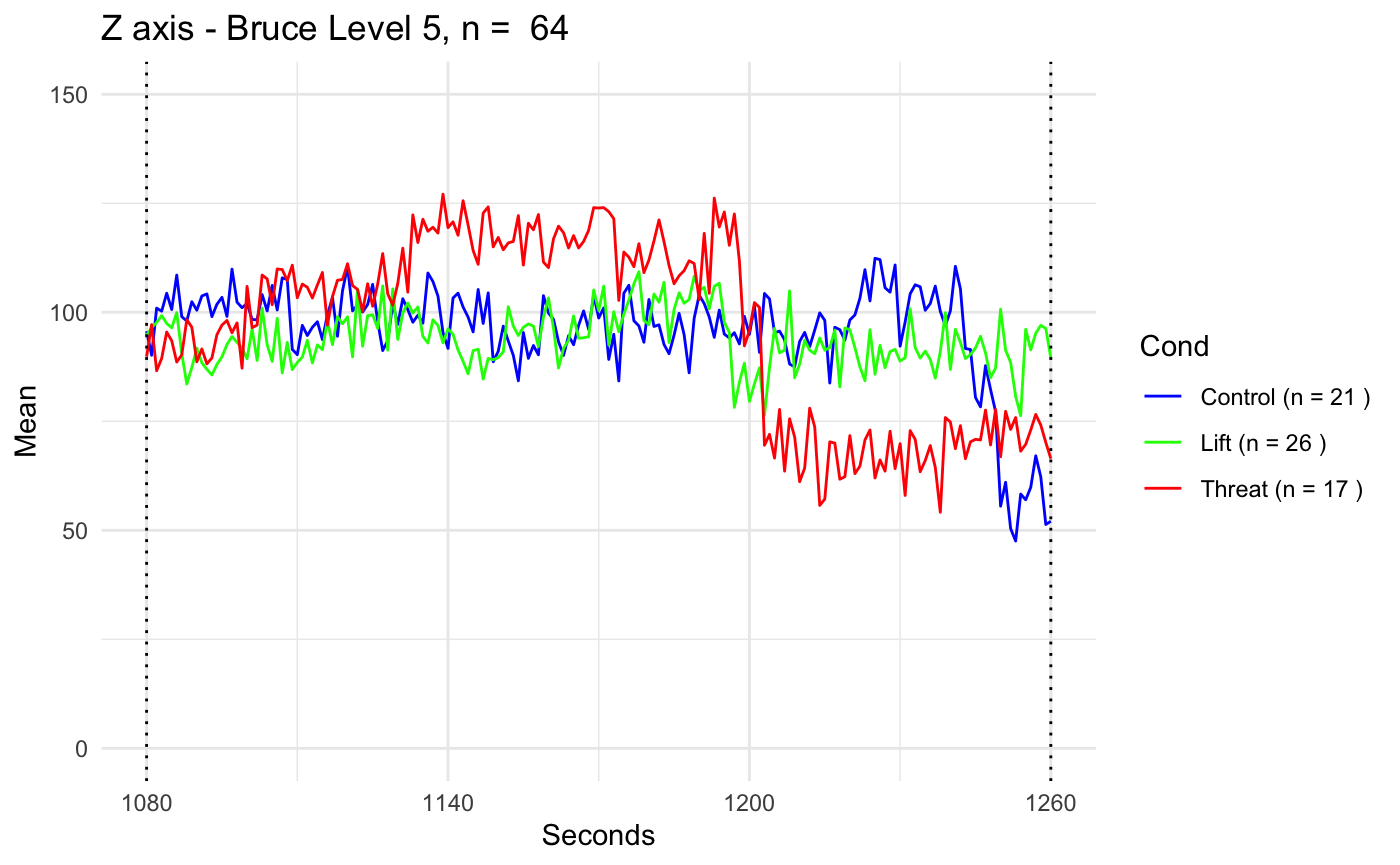 Z axis - Bruce Level 5, n =  64
150
100
50
0
Mean
1080
1140
1200
1260
Seconds
Cond
Control (n = 21 )
Lift (n = 26 )
Threat (n = 17 )